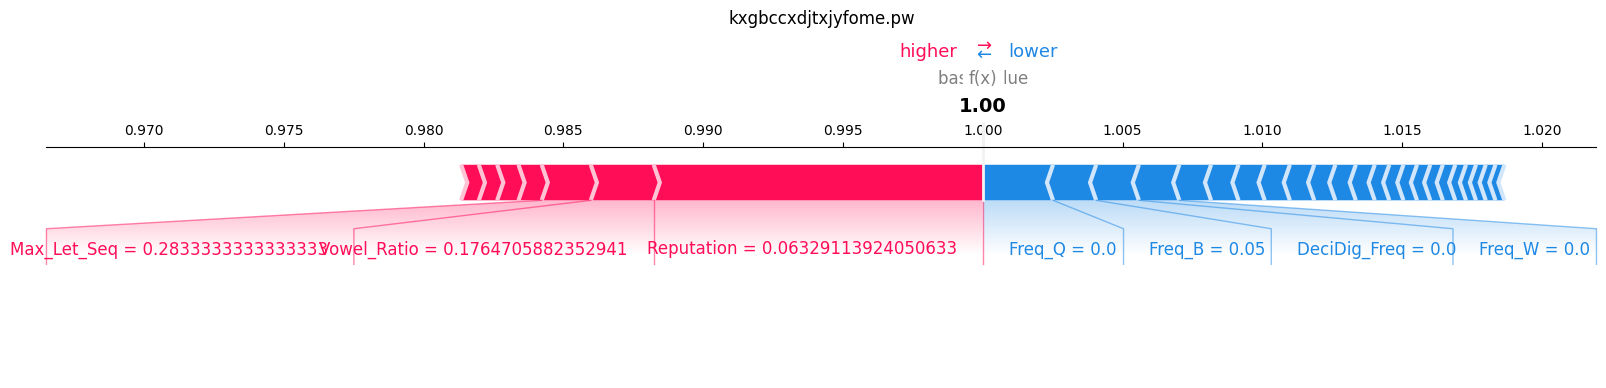 kxgbccxdjtxjyfome.pw
higher ⇄ lower
f(x) lue
1.00
0.970 0.975 0.980 0.985 0.990 0.995 1.000 1.005 1.010 1.015 1.020
Max_Let_Seq = 0.2833333333333333 Vowel_Ratio = 0.1764705882352941 Reputation = 0.06329113924050633 Freq_Q = 0.0 Freq_B = 0.05 DeciDig_Freq = 0.0 Freq_W = 0.0